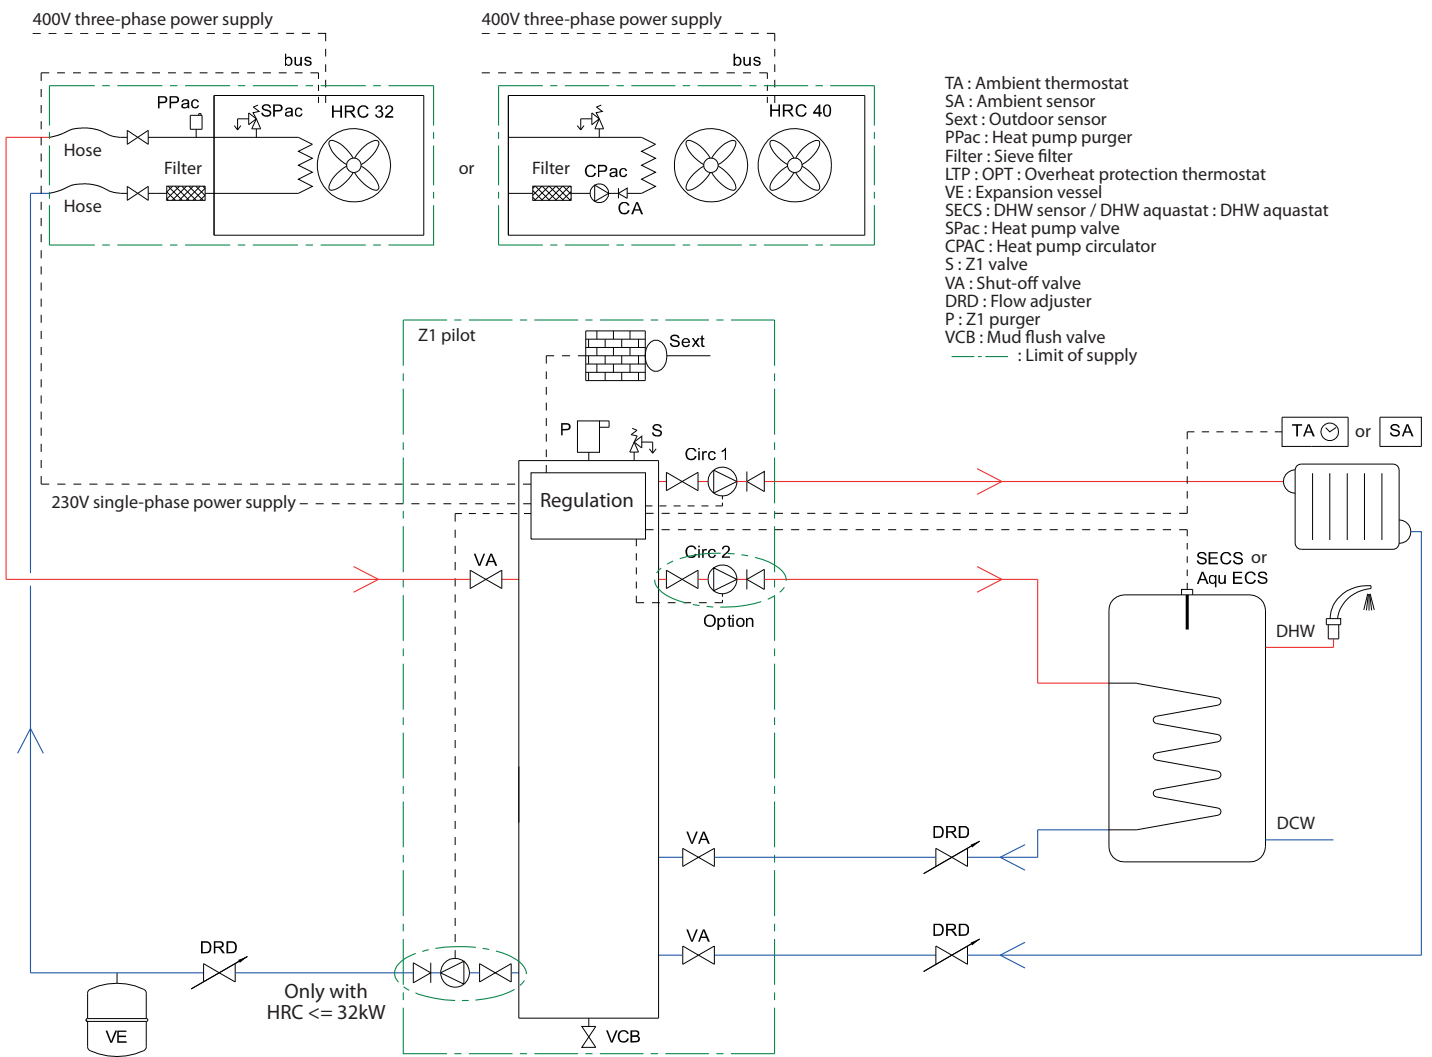 400V three-phase power supply
400V three-phase power supply
bus
bus
PPac
SPac
HRC 32
HRC 40
Hose
Filter
or
Filter
CPac
Hose
CA
TA : Ambient thermostat
SA : Ambient sensor
Sext : Outdoor sensor
PPac : Heat pump purger
Filter : Sieve filter
LTP : OPT : Overheat protection thermostat
VE : Expansion vessel
SECS : DHW sensor / DHW aquastat : DHW aquastat
SPac : Heat pump valve
CPAC : Heat pump circulator
S : Z1 valve
VA : Shut-off valve
DRD : Flow adjuster
P : Z1 purger
VCB : Mud flush valve
: Limit of supply
Z1 pilot
Sext
P
S
Circ 1
TA
or
SA
Regulation
230V single-phase power supply
VA
Circ 2
Option
SECS or
Aqu ECS
DHW
DCW
VA
DRD
VA
DRD
DRD
Only with
HRC <= 32kW
VE
VCB